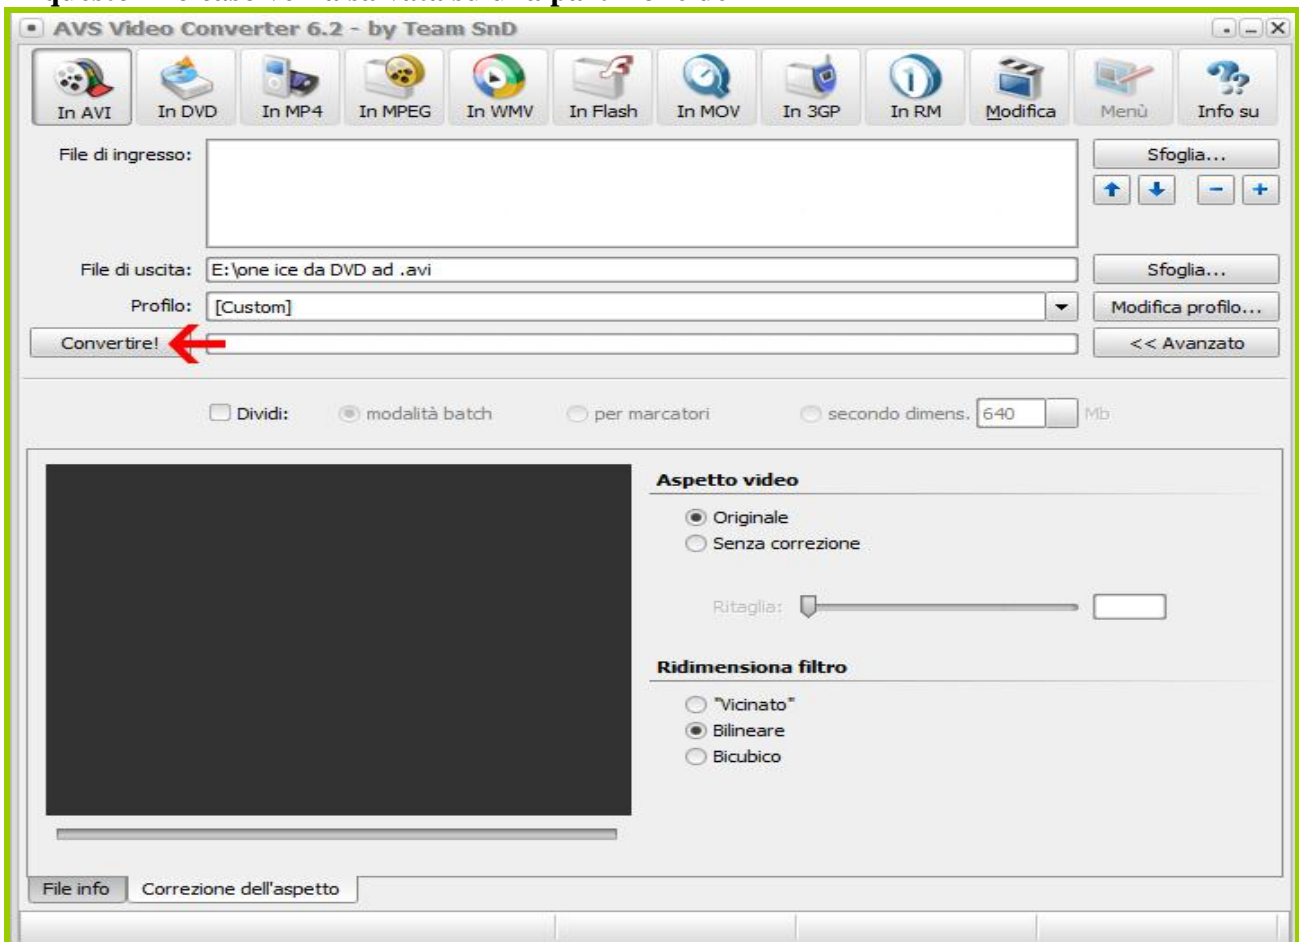 AVS Video Converter 6.2 - by Team SnD
In AVI In DVD In MP4 In MPEG In WMV In Flash In MOV In 3GP In RM Modifica Menù Info su
File di ingresso: Sfoglia...
File di uscita: E:\one ice da DVD ad .avi Sfoglia...
Profilo: [Custom] Modifica profilo...
Convertire! << Avanzato
Dividi: modalità batch per marcatori secondo dimens. 640 Mb
Aspetto video
Originale
Senza correzione
Ritaglia:
Ridimensiona filtro
"Vicinato"
Bilineare
Bicubico
File info Correzione dell'aspetto